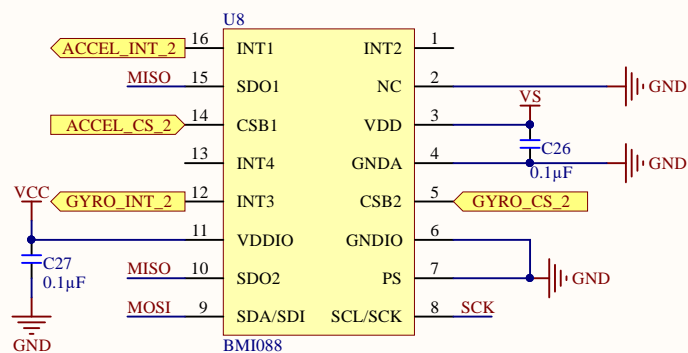 U8
ACCEL_INT_2 16 INT1 INT2 1
MISO 15 SDO1 NC 2 GND
VS
ACCEL_CS_2 14 CSB1 VDD 3
C26
13 INT4 GNDA 4 GND
0.1µF
VCC
GYRO_INT_2 12 INT3 CSB2 5 GYRO_CS_2
11 VDDIO GNDIO 6
C27
MISO 10 SDO2 PS 7 GND
0.1µF
MOSI 9 SDA/SDI SCL/SCK 8 SCK
GND
BMI088